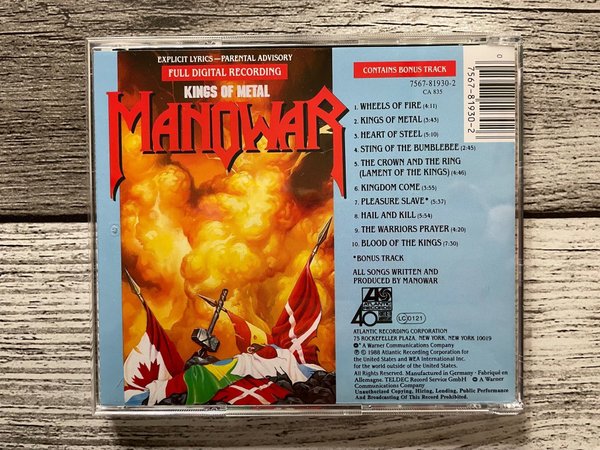 EXPLICIT LYRICS—PARENTAL ADVISORY
FULL DIGITAL RECORDING
KINGS OF METAL
MANOWAR
CONTAINS BONUS TRACK
7567-81930-2
CA 835
1. WHEELS OF FIRE (4:11)
2. KINGS OF METAL (3:43)
3. HEART OF STEEL (5:10)
4. STING OF THE BUMBLEBEE (2:45)
5. THE CROWN AND THE RING
(LAMENT OF THE KINGS) (4:46)
6. KINGDOM COME (3:55)
7. PLEASURE SLAVE* (5:37)
8. HAIL AND KILL (5:54)
9. THE WARRIORS PRAYER (4:20)
10. BLOOD OF THE KINGS (7:30)
*BONUS TRACK
ALL SONGS WRITTEN AND
PRODUCED BY MANOWAR
ATLANTIC
40
LC 0121
ATLANTIC RECORDING CORPORATION
75 ROCKEFELLER PLAZA, NEW YORK, NEW YORK 10019
A Warner Communications Company
℗ © 1988 Atlantic Recording Corporation for
the United States and WEA International Inc.
for the world outside of the United States.
All Rights Reserved. Manufactured in Germany · Fabriqué en
Allemagne. TELDEC Record Service GmbH A Warner
Communications Company
Unauthorized Copying, Hiring, Lending, Public Performance
And Broadcasting Of This Record Prohibited.
0
7567-81930-2